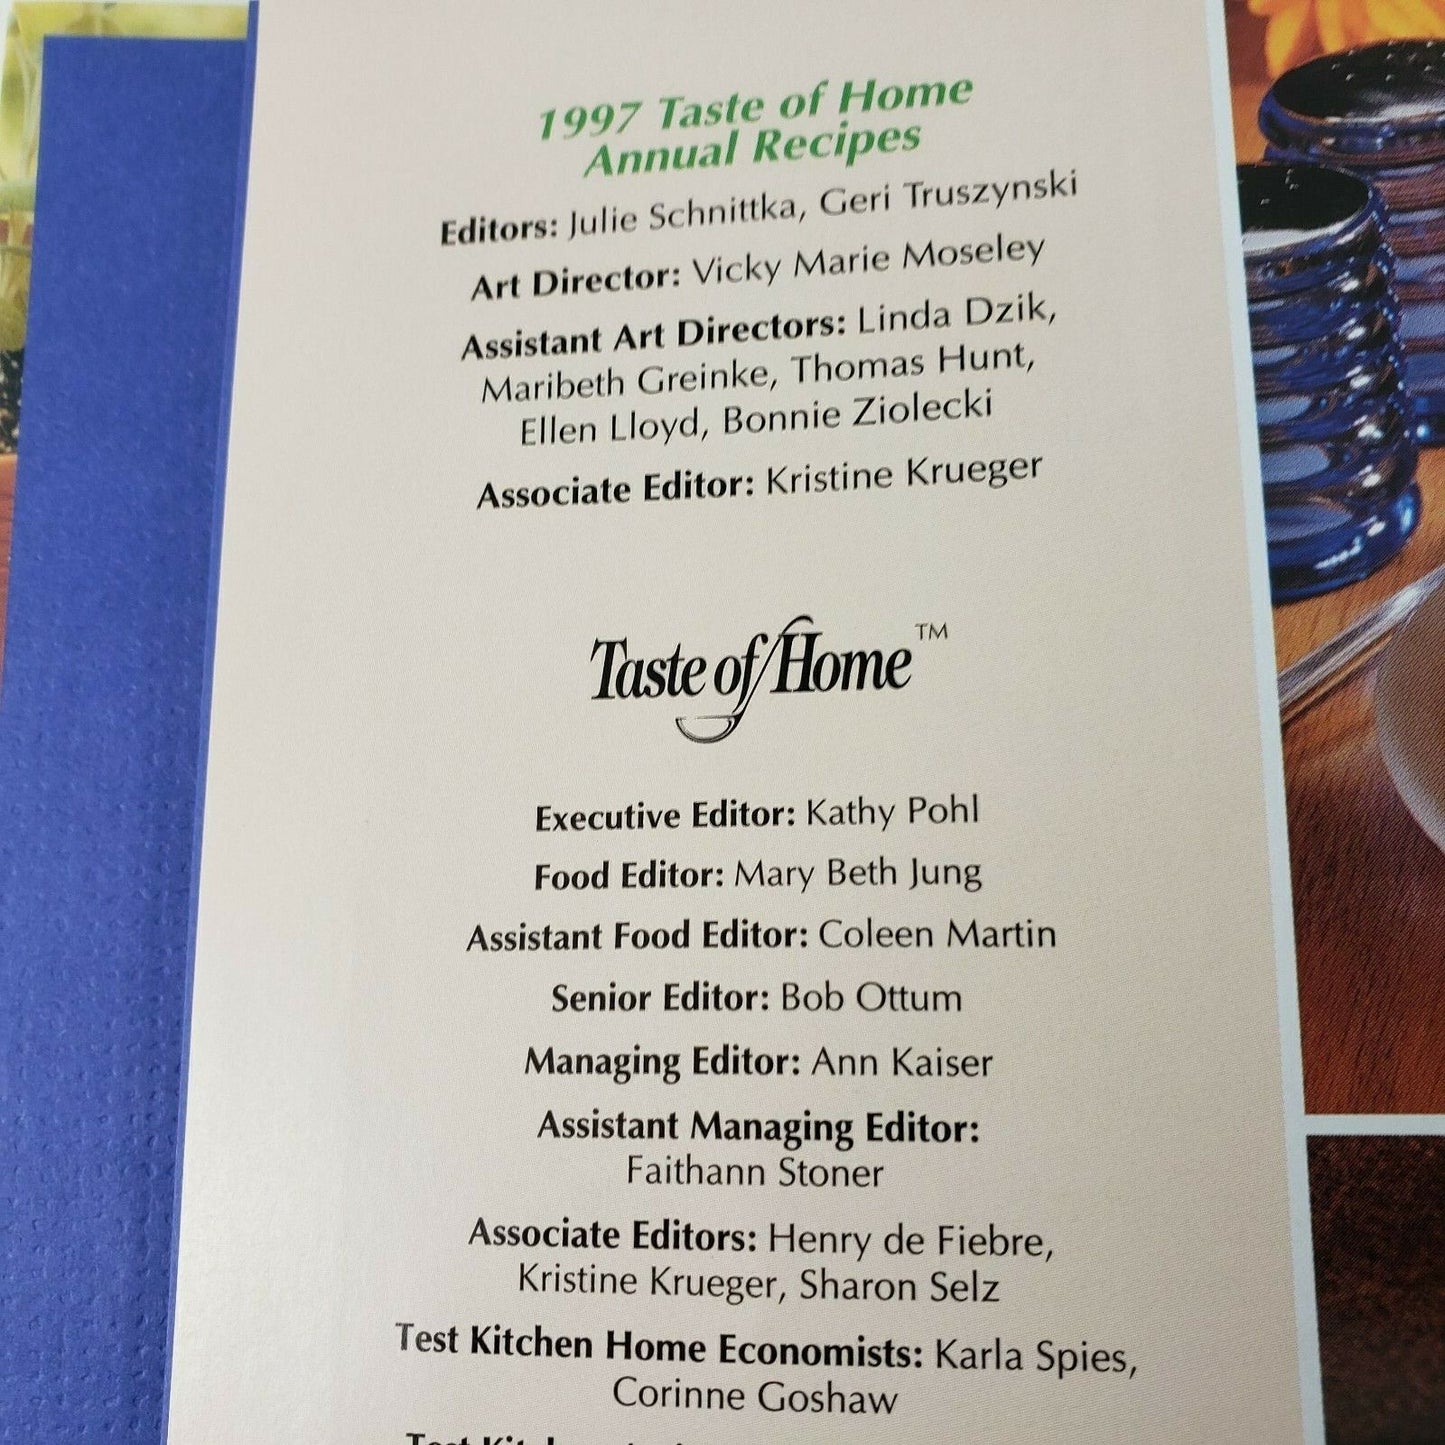 1997 Taste of Home
Annual Recipes
Editors: Julie Schnittka, Geri Truszynski
Art Director: Vicky Marie Moseley
Assistant Art Directors: Linda Dzik,
Maribeth Greinke, Thomas Hunt,
Ellen Lloyd, Bonnie Ziolecki
Associate Editor: Kristine Krueger
Taste of Home™
Executive Editor: Kathy Pohl
Food Editor: Mary Beth Jung
Assistant Food Editor: Coleen Martin
Senior Editor: Bob Ottum
Managing Editor: Ann Kaiser
Assistant Managing Editor:
Faithann Stoner
Associate Editors: Henry de Fiebre,
Kristine Krueger, Sharon Selz
Test Kitchen Home Economists: Karla Spies,
Corinne Goshaw